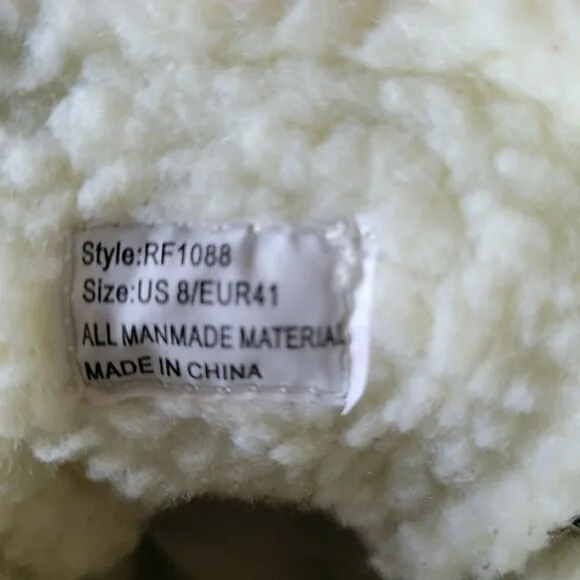 Style:RF1088
Size:US 8/EUR41
ALL MANMADE MATERIAL
MADE IN CHINA